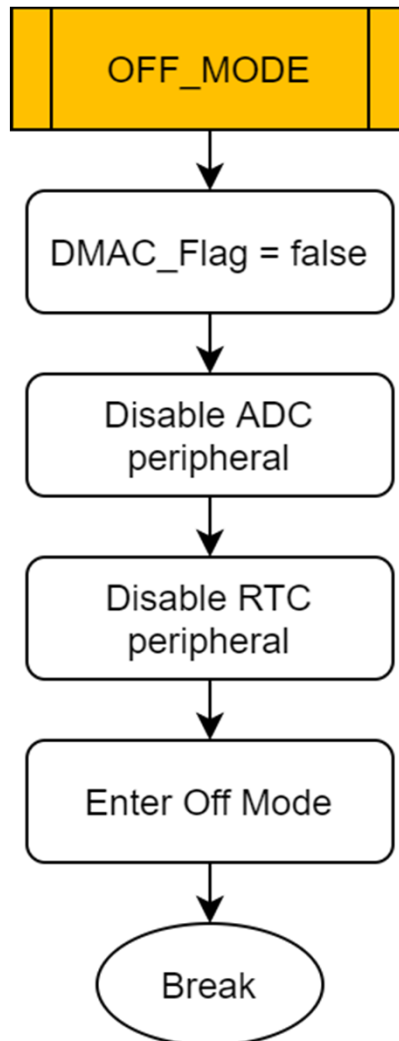 OFF_MODE
DMAC_Flag = false
Disable ADC
peripheral
Disable RTC
peripheral
Enter Off Mode
Break